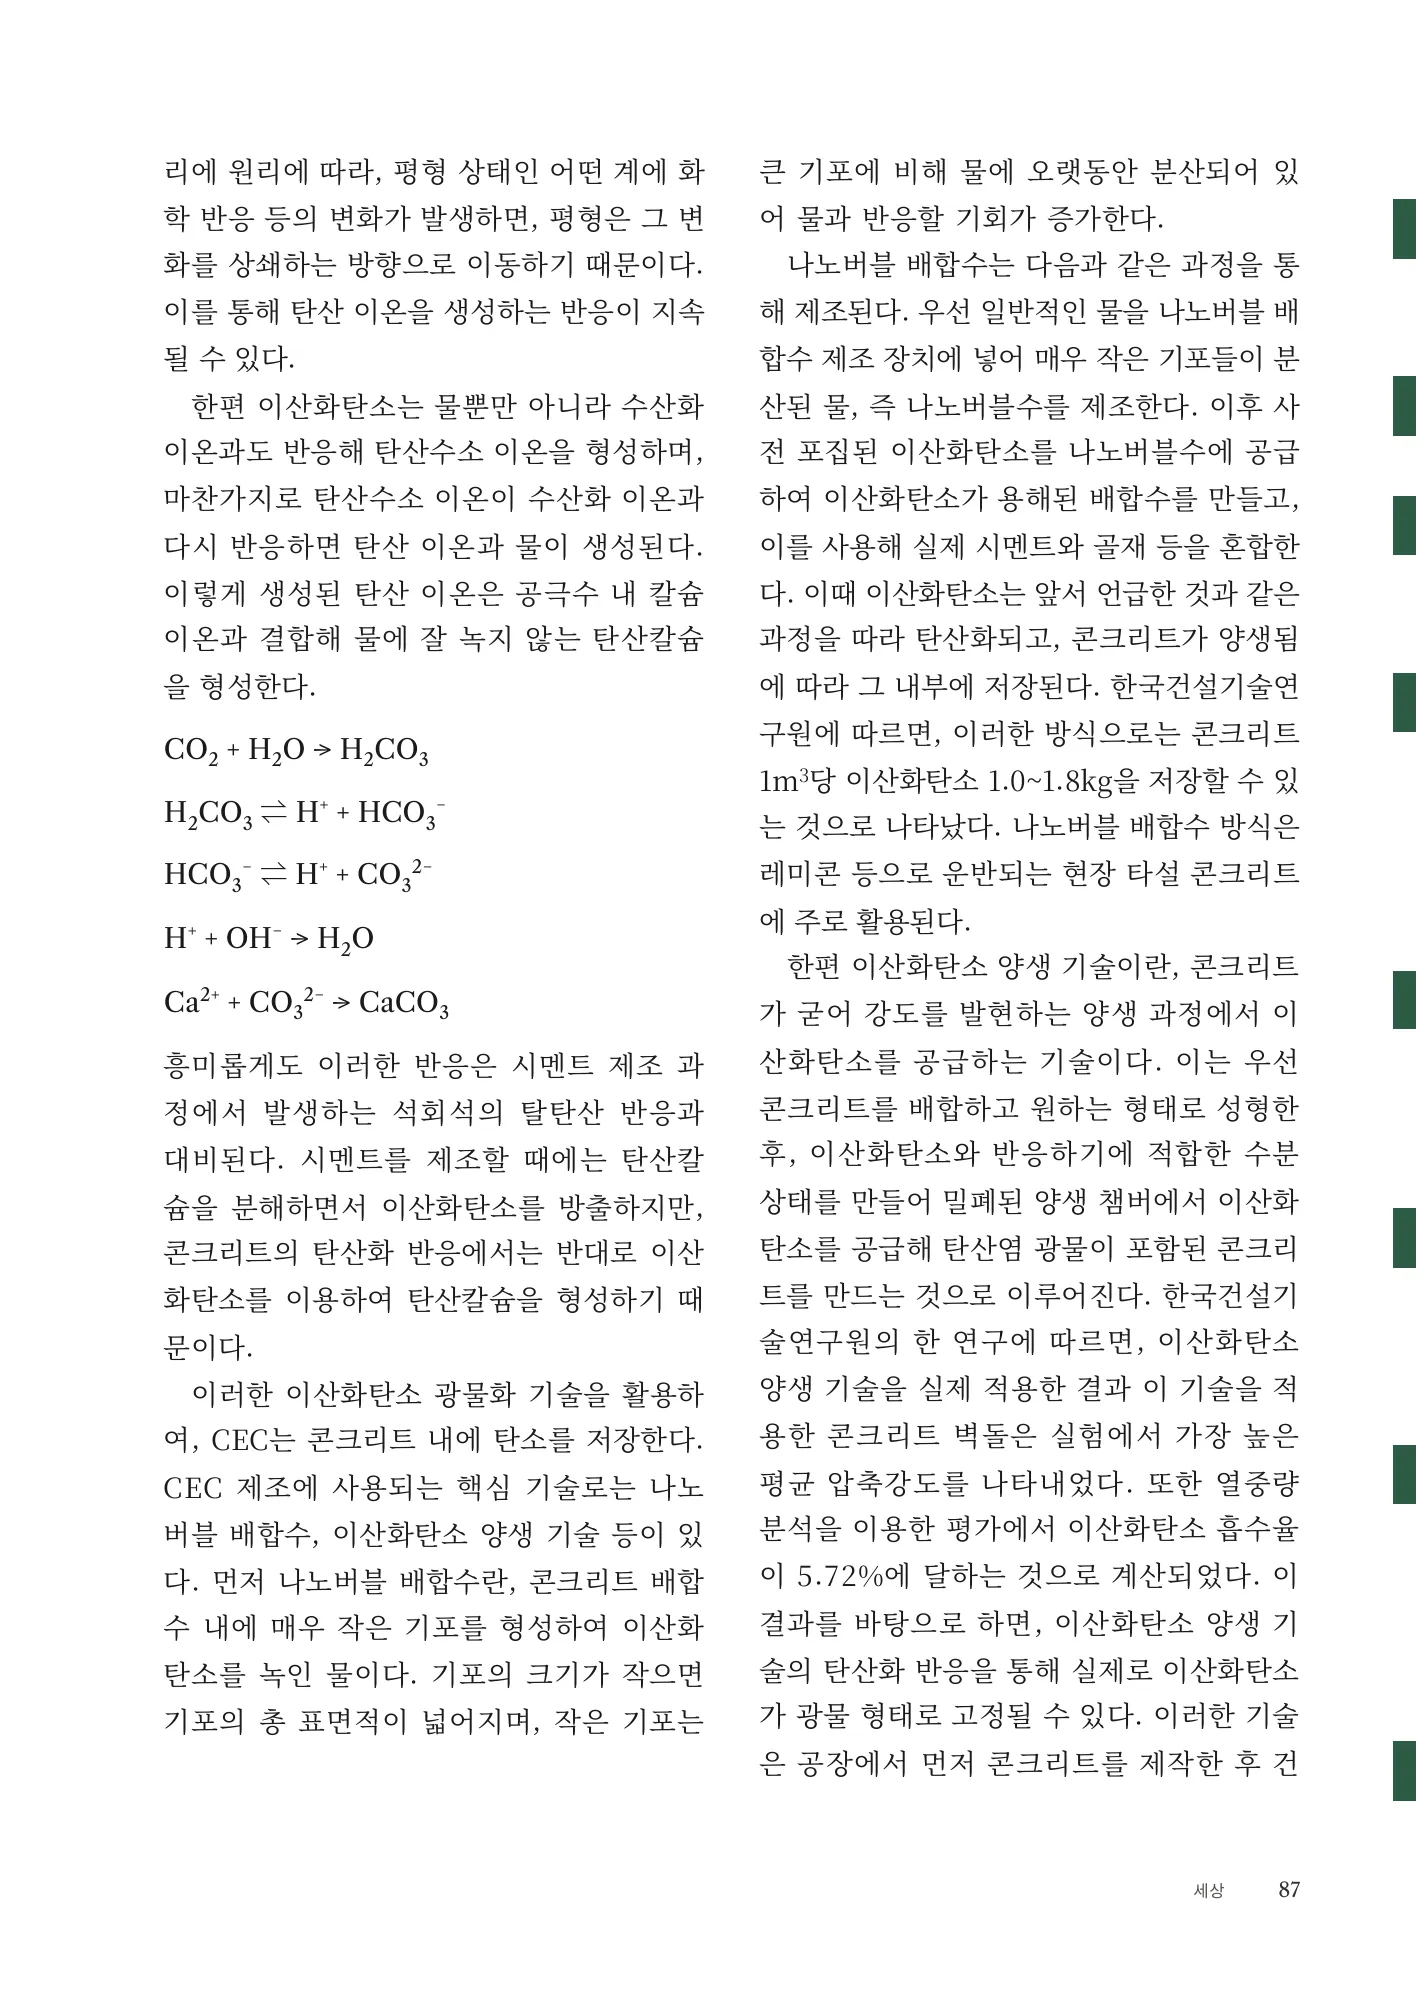 리에 원리에 따라, 평형 상태인 어떤 계에 화
학 반응 등의 변화가 발생하면, 평형은 그 변
화를 상쇄하는 방향으로 이동하기 때문이다.
이를 통해 탄산 이온을 생성하는 반응이 지속
될 수 있다.
한편 이산화탄소는 물뿐만 아니라 수산화
이온과도 반응해 탄산수소 이온을 형성하며,
마찬가지로 탄산수소 이온이 수산화 이온과
다시 반응하면 탄산 이온과 물이 생성된다.
이렇게 생성된 탄산 이온은 공극수 내 칼슘
이온과 결합해 물에 잘 녹지 않는 탄산칼슘
을 형성한다.
CO₂ + H₂O → H₂CO₃
H₂CO₃ ⇌ H⁺ + HCO₃⁻
HCO₃⁻ ⇌ H⁺ + CO₃²⁻
H⁺ + OH⁻ → H₂O
Ca²⁺ + CO₃²⁻ → CaCO₃
흥미롭게도 이러한 반응은 시멘트 제조 과
정에서 발생하는 석회석의 탈탄산 반응과
대비된다. 시멘트를 제조할 때에는 탄산칼
슘을 분해하면서 이산화탄소를 방출하지만,
콘크리트의 탄산화 반응에서는 반대로 이산
화탄소를 이용하여 탄산칼슘을 형성하기 때
문이다.
이러한 이산화탄소 광물화 기술을 활용하
여, CEC는 콘크리트 내에 탄소를 저장한다.
CEC 제조에 사용되는 핵심 기술로는 나노
버블 배합수, 이산화탄소 양생 기술 등이 있
다. 먼저 나노버블 배합수란, 콘크리트 배합
수 내에 매우 작은 기포를 형성하여 이산화
탄소를 녹인 물이다. 기포의 크기가 작으면
기포의 총 표면적이 넓어지며, 작은 기포는
큰 기포에 비해 물에 오랫동안 분산되어 있
어 물과 반응할 기회가 증가한다.
나노버블 배합수는 다음과 같은 과정을 통
해 제조된다. 우선 일반적인 물을 나노버블 배
합수 제조 장치에 넣어 매우 작은 기포들이 분
산된 물, 즉 나노버블수를 제조한다. 이후 사
전 포집된 이산화탄소를 나노버블수에 공급
하여 이산화탄소가 용해된 배합수를 만들고,
이를 사용해 실제 시멘트와 골재 등을 혼합한
다. 이때 이산화탄소는 앞서 언급한 것과 같은
과정을 따라 탄산화되고, 콘크리트가 양생됨
에 따라 그 내부에 저장된다. 한국건설기술연
구원에 따르면, 이러한 방식으로는 콘크리트
1m³당 이산화탄소 1.0~1.8kg을 저장할 수 있
는 것으로 나타났다. 나노버블 배합수 방식은
레미콘 등으로 운반되는 현장 타설 콘크리트
에 주로 활용된다.
한편 이산화탄소 양생 기술이란, 콘크리트
가 굳어 강도를 발현하는 양생 과정에서 이
산화탄소를 공급하는 기술이다. 이는 우선
콘크리트를 배합하고 원하는 형태로 성형한
후, 이산화탄소와 반응하기에 적합한 수분
상태를 만들어 밀폐된 양생 챔버에서 이산화
탄소를 공급해 탄산염 광물이 포함된 콘크리
트를 만드는 것으로 이루어진다. 한국건설기
술연구원의 한 연구에 따르면, 이산화탄소
양생 기술을 실제 적용한 결과 이 기술을 적
용한 콘크리트 벽돌은 실험에서 가장 높은
평균 압축강도를 나타내었다. 또한 열중량
분석을 이용한 평가에서 이산화탄소 흡수율
이 5.72%에 달하는 것으로 계산되었다. 이
결과를 바탕으로 하면, 이산화탄소 양생 기
술의 탄산화 반응을 통해 실제로 이산화탄소
가 광물 형태로 고정될 수 있다. 이러한 기술
은 공장에서 먼저 콘크리트를 제작한 후 건
세상 87